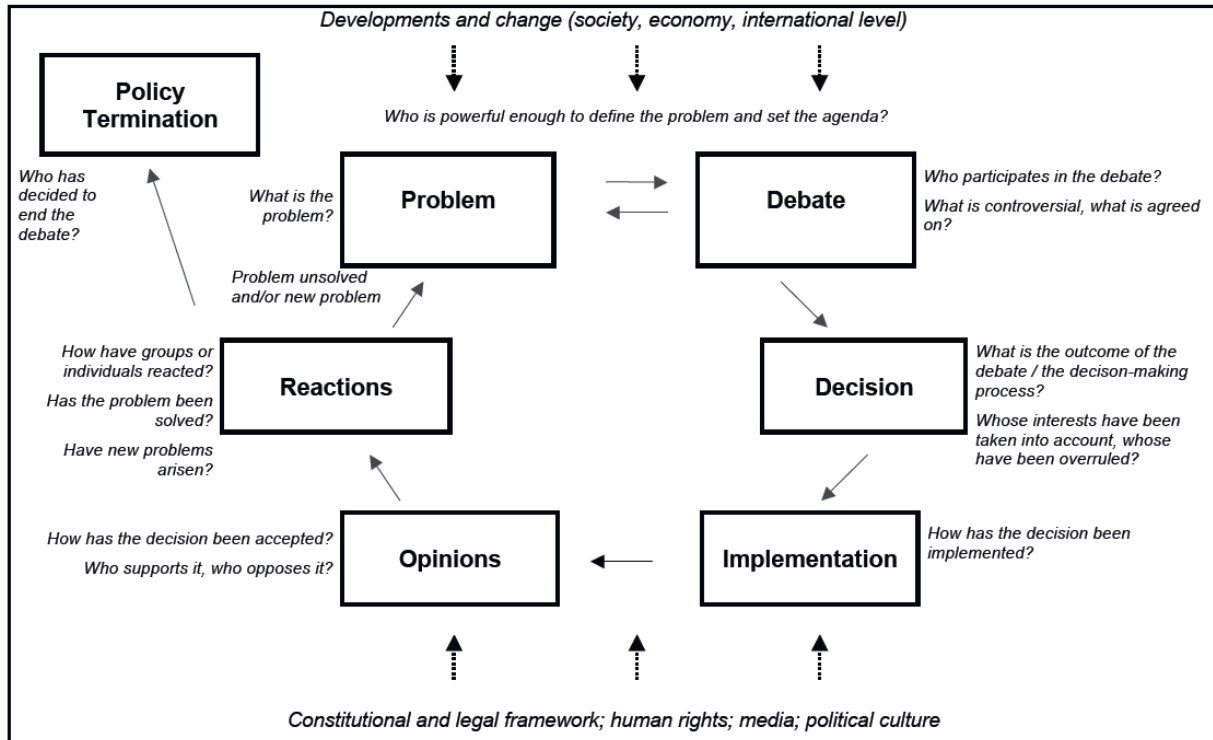 Developments and change (society, economy, international level)
Policy
Termination
Who is powerful enough to define the problem and set the agenda?
Who has
decided to
end the
debate?
What is the
problem?
Problem
Debate
Who participates in the debate?
What is controversial, what is agreed
on?
Problem unsolved
and/or new problem
How have groups or
individuals reacted?
Has the problem been
solved?
Have new problems
arisen?
Reactions
Decision
What is the outcome of the
debate / the decison-making
process?
Whose interests have been
taken into account, whose
have been overruled?
How has the decision been accepted?
Who supports it, who opposes it?
Opinions
Implementation
How has the decision been
implemented?
Constitutional and legal framework; human rights; media; political culture